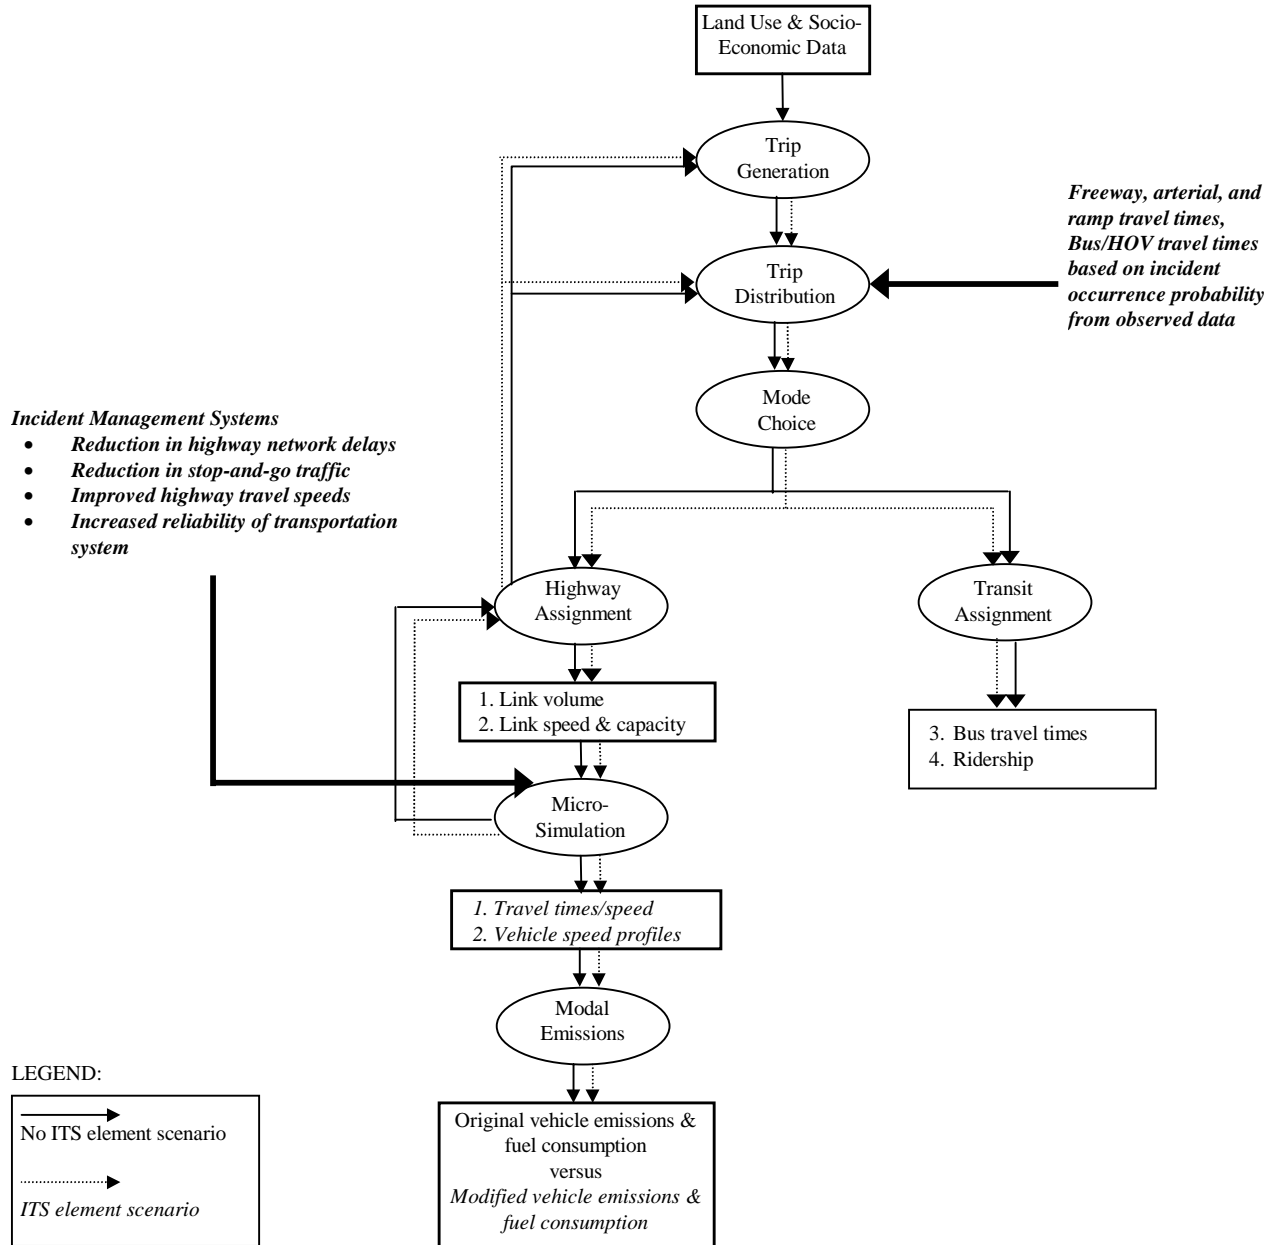 Land Use & Socio-
Economic Data
Trip
Generation
Freeway, arterial, and
ramp travel times,
Bus/HOV travel times
based on incident
occurrence probability
from observed data
Trip
Distribution
Mode
Choice
Incident Management Systems
• Reduction in highway network delays
• Reduction in stop-and-go traffic
• Improved highway travel speeds
• Increased reliability of transportation
system
Highway
Assignment
Transit
Assignment
1. Link volume
2. Link speed & capacity
3. Bus travel times
4. Ridership
Micro-
Simulation
1. Travel times/speed
2. Vehicle speed profiles
Modal
Emissions
LEGEND:
No ITS element scenario
ITS element scenario
Original vehicle emissions &
fuel consumption
versus
Modified vehicle emissions &
fuel consumption